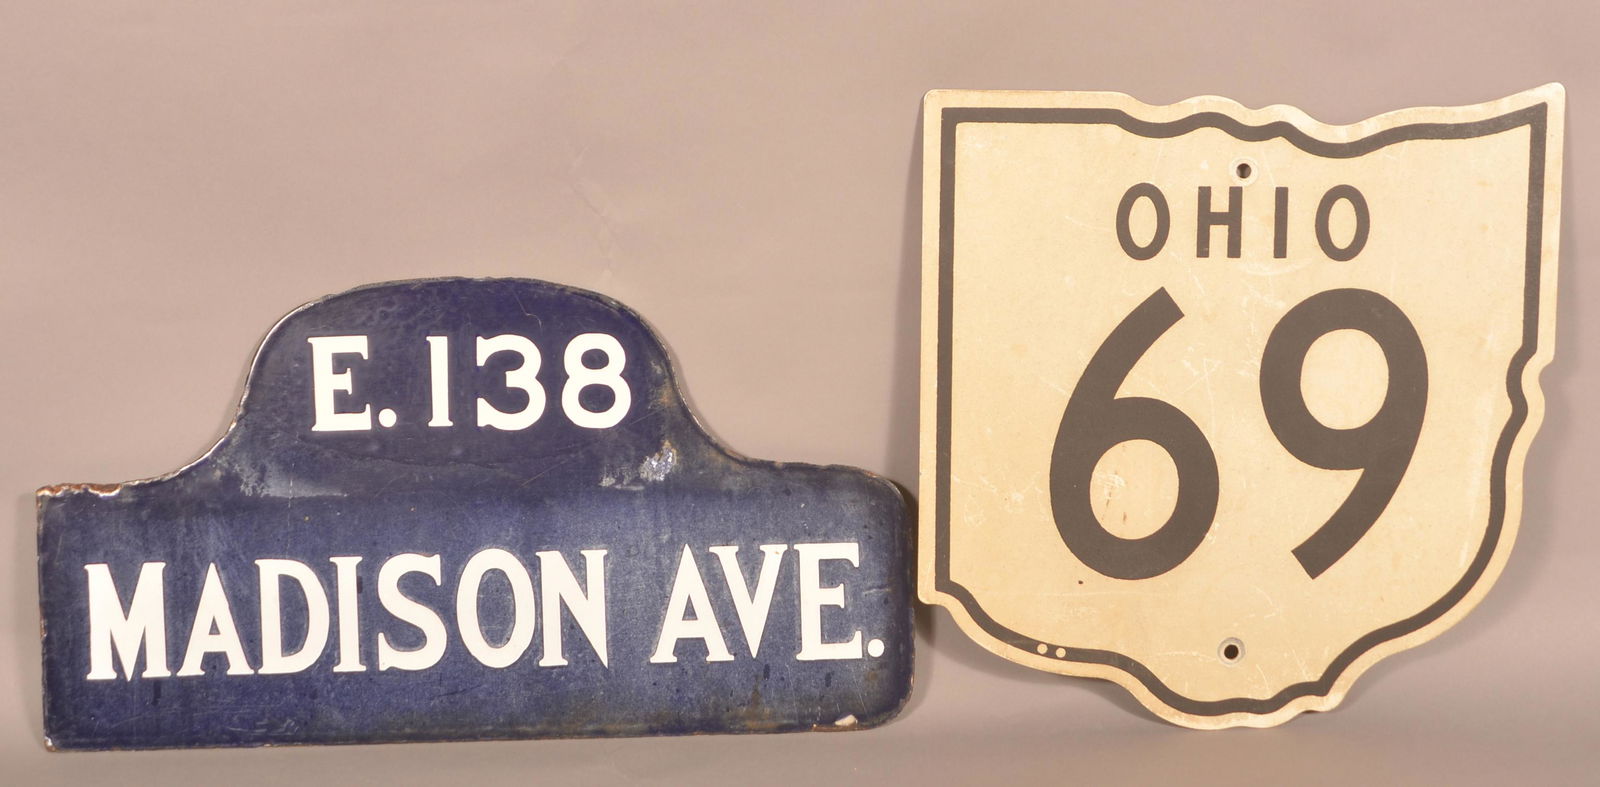 E. 138
MADISON AVE.
OHIO
69